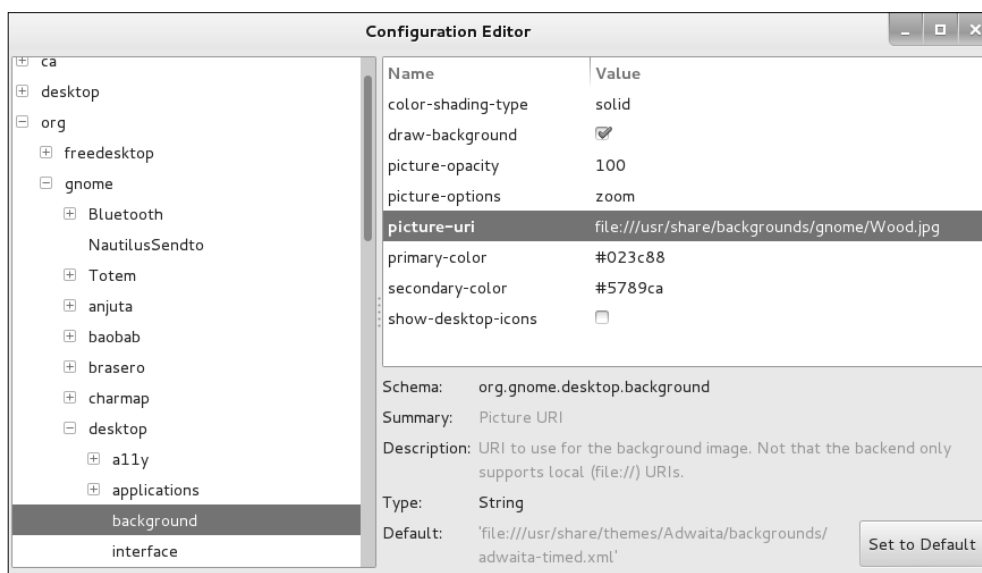 Configuration Editor
ca
desktop
org
freedesktop
gnome
Bluetooth
NautilusSendto
Totem
anjuta
baobab
brasero
charmap
desktop
a11y
applications
background
interface
Name Value
color-shading-type solid
draw-background
picture-opacity 100
picture-options zoom
picture-uri file:///usr/share/backgrounds/gnome/Wood.jpg
primary-color #023c88
secondary-color #5789ca
show-desktop-icons
Schema: org.gnome.desktop.background
Summary: Picture URI
Description: URI to use for the background image. Not that the backend only
supports local (file://) URIs.
Type: String
Default: 'file:///usr/share/themes/Adwaita/backgrounds/
adwaita-timed.xml'
Set to Default